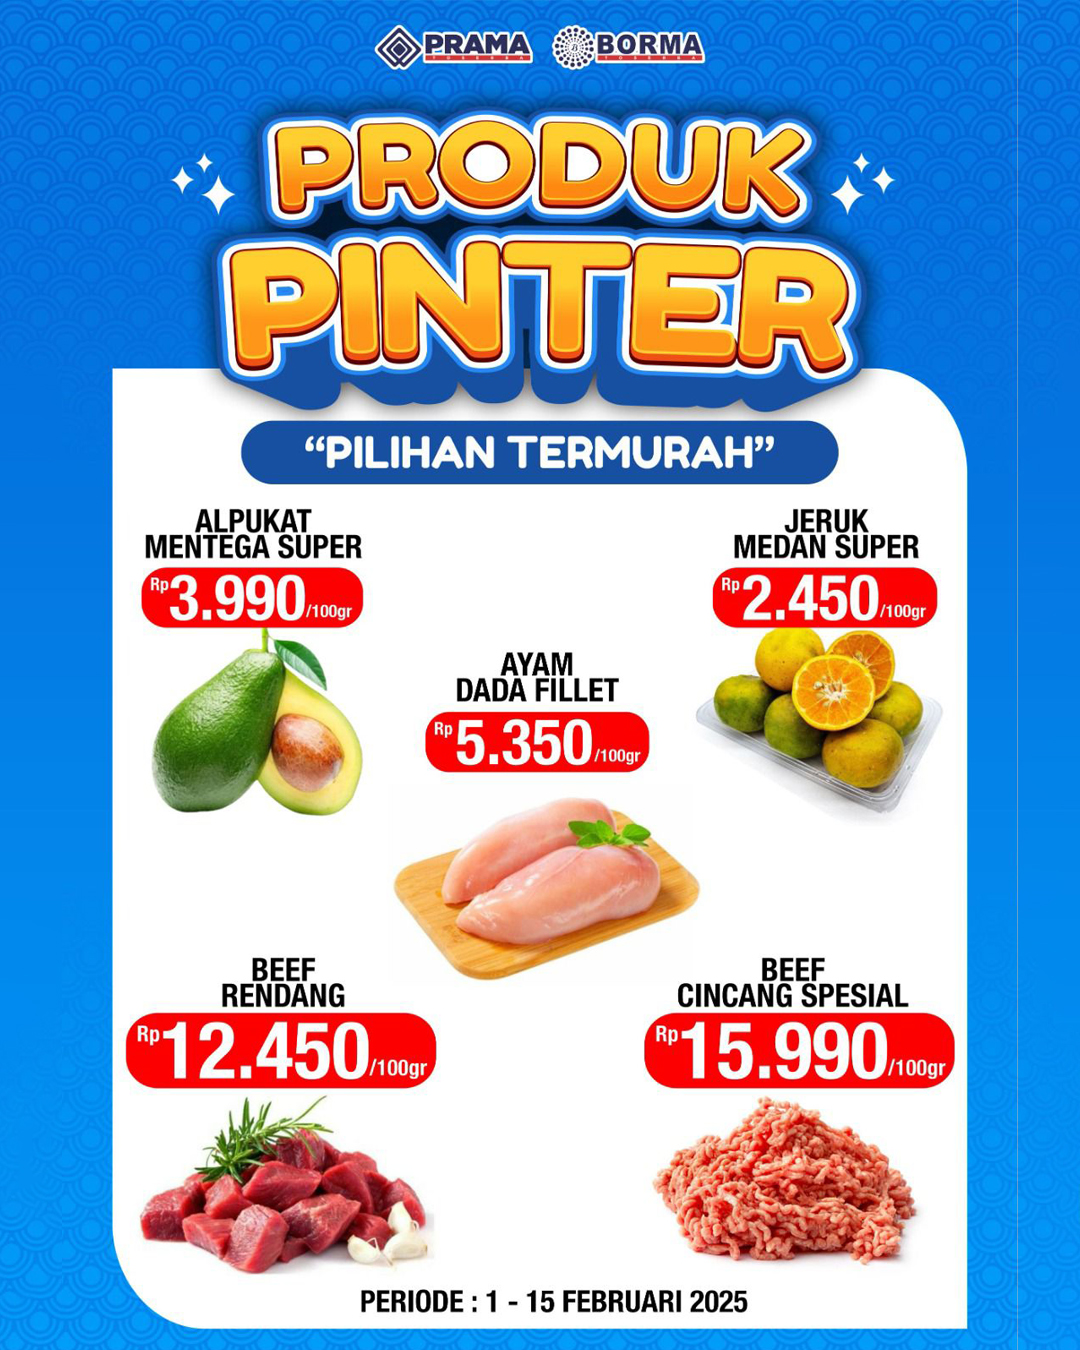 PRAMA
TOSERBA
BORMA
TOSERBA
PRODUK
PINTER
“PILIHAN TERMURAH”
ALPUKAT
MENTEGA SUPER
Rp3.990/100gr
JERUK
MEDAN SUPER
Rp2.450/100gr
AYAM
DADA FILLET
Rp5.350/100gr
BEEF
RENDANG
Rp12.450/100gr
BEEF
CINCANG SPESIAL
Rp15.990/100gr
PERIODE : 1 - 15 FEBRUARI 2025